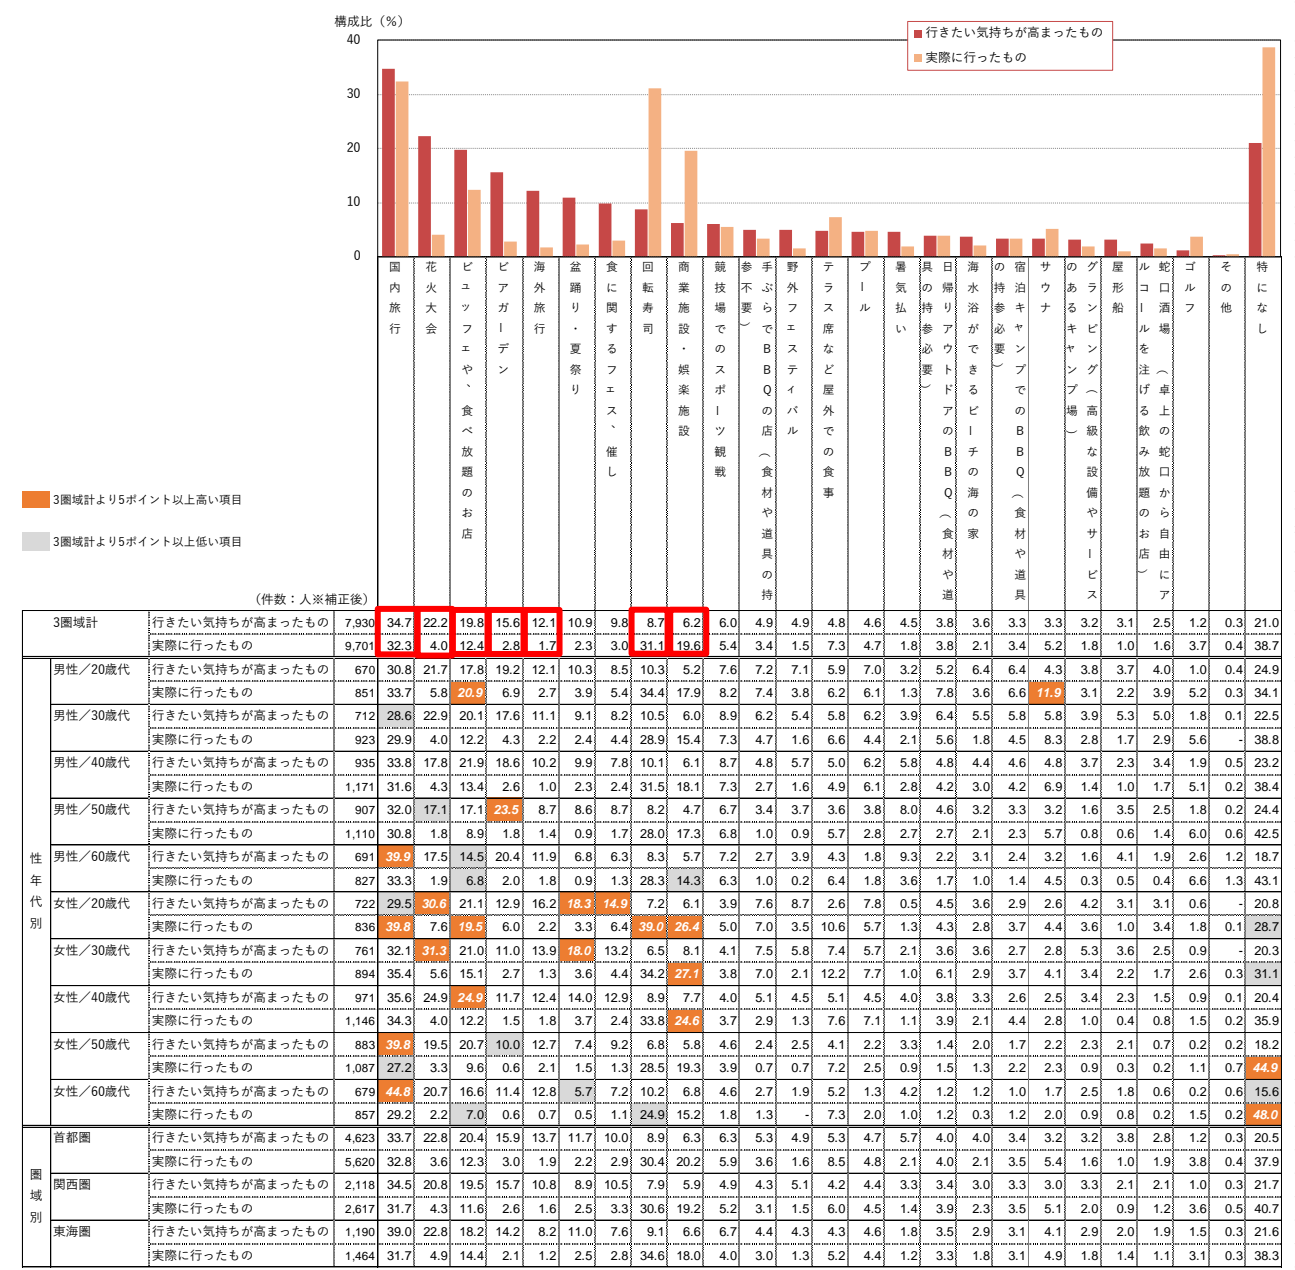 構成比（%）
行きたい気持ちが高まったもの
実際に行ったもの
40
30
20
10
0
国内旅行
花火大会
ビュッフェや、食べ放題のお店
ビアガーデン
海外旅行
盆踊り・夏祭り
食に関するフェス、催し
回転寿司
商業施設・娯楽施設
競技場でのスポーツ観戦
手ぶらでBBQの店（食材や道具の持参不要）
野外フェスティバル
テラス席など屋外での食事
プール
暑気払い
日帰りアウトドアのBBQ（食材や道具の持参必要）
海水浴ができるビーチの海の家
宿泊キャンプでのBBQ（食材や道具の持参必要）
サウナ
グランピング（高級な設備やサービスのあるキャンプ場）
屋形船
蛇口酒場（卓上の蛇口から自由にアルコールを注げる飲み放題のお店）
ゴルフ
その他
特になし
3圏域計より5ポイント以上高い項目
3圏域計より5ポイント以上低い項目
（件数：人※補正後）
3圏域計 行きたい気持ちが高まったもの 7,930 34.7 22.2 19.8 15.6 12.1 10.9 9.8 8.7 6.2 6.0 4.9 4.9 4.8 4.6 4.5 3.8 3.6 3.3 3.3 3.2 3.1 2.5 1.2 0.3 21.0
実際に行ったもの 9,701 32.3 4.0 12.4 2.8 1.7 2.3 3.0 31.1 19.6 5.4 3.4 1.5 7.3 4.7 1.8 3.8 2.1 3.4 5.2 1.8 1.0 1.6 3.7 0.4 38.7
性年代別
男性／20歳代 行きたい気持ちが高まったもの 670 30.8 21.7 17.8 19.2 12.1 10.3 8.5 10.3 5.2 7.6 7.2 7.1 5.9 7.0 3.2 5.2 6.4 6.4 4.3 3.8 3.7 4.0 1.0 0.4 24.9
実際に行ったもの 851 33.7 5.8 20.9 6.9 2.7 3.9 5.4 34.4 17.9 8.2 7.4 3.8 6.2 6.1 1.3 7.8 3.6 6.6 11.9 3.1 2.2 3.9 5.2 0.3 34.1
男性／30歳代 行きたい気持ちが高まったもの 712 28.6 22.9 20.1 17.6 11.1 9.1 8.2 10.5 6.0 8.9 6.2 5.4 5.8 6.2 3.9 6.4 5.5 5.8 5.8 3.9 5.3 5.0 1.8 0.1 22.5
実際に行ったもの 923 29.9 4.0 12.2 4.3 2.2 2.4 4.4 28.9 15.4 7.3 4.7 1.6 6.6 4.4 2.1 5.6 1.8 4.5 8.3 2.8 1.7 2.9 5.6 - 38.8
男性／40歳代 行きたい気持ちが高まったもの 935 33.8 17.8 21.9 18.6 10.2 9.9 7.8 10.1 6.1 8.7 4.8 5.7 5.0 6.2 5.8 4.8 4.4 4.6 4.8 3.7 2.3 3.4 1.9 0.5 23.2
実際に行ったもの 1,171 31.6 4.3 13.4 2.6 1.0 2.3 2.4 31.5 18.1 7.3 2.7 1.6 4.9 6.1 2.8 4.2 3.0 4.2 6.9 1.4 1.0 1.7 5.1 0.2 38.4
男性／50歳代 行きたい気持ちが高まったもの 907 32.0 17.1 17.1 23.5 8.7 8.6 8.7 8.2 4.7 6.7 3.4 3.7 3.6 3.8 8.0 4.6 3.2 3.3 3.2 1.6 3.5 2.5 1.8 0.2 24.4
実際に行ったもの 1,110 30.8 1.8 8.9 1.8 1.4 0.9 1.7 28.0 17.3 6.8 1.0 0.9 5.7 2.8 2.7 2.7 2.1 2.3 5.7 0.8 0.6 1.4 6.0 0.6 42.5
男性／60歳代 行きたい気持ちが高まったもの 691 39.9 17.5 14.5 20.4 11.9 6.8 6.3 8.3 5.7 7.2 2.7 3.9 4.3 1.8 9.3 2.2 3.1 2.4 3.2 1.6 4.1 1.9 2.6 1.2 18.7
実際に行ったもの 827 33.3 1.9 6.8 2.0 1.8 0.9 1.3 28.3 14.3 6.3 1.0 0.2 6.4 1.8 3.6 1.7 1.0 1.4 4.5 0.3 0.5 0.4 6.6 1.3 43.1
女性／20歳代 行きたい気持ちが高まったもの 722 29.5 30.6 21.1 12.9 16.2 18.3 14.9 7.2 6.1 3.9 7.6 8.7 2.6 7.8 0.5 4.5 3.6 2.9 2.6 4.2 3.1 3.1 0.6 - 20.8
実際に行ったもの 836 39.8 7.6 19.5 6.0 2.2 3.3 6.4 39.0 26.4 5.0 7.0 3.5 10.6 5.7 1.3 4.3 2.8 3.7 4.4 3.6 1.0 3.4 1.8 0.1 28.7
女性／30歳代 行きたい気持ちが高まったもの 761 32.1 31.3 21.0 11.0 13.9 18.0 13.2 6.5 8.1 4.1 7.5 5.8 7.4 5.7 2.1 3.6 3.6 2.7 2.8 5.3 3.6 2.5 0.9 - 20.3
実際に行ったもの 894 35.4 5.6 15.1 2.7 1.3 3.6 4.4 34.2 27.1 3.8 7.0 2.1 12.2 7.7 1.0 6.1 2.9 3.7 4.1 3.4 2.2 1.7 2.6 0.3 31.1
女性／40歳代 行きたい気持ちが高まったもの 971 35.6 24.9 24.9 11.7 12.4 14.0 12.9 8.9 7.7 4.0 5.1 4.5 5.1 4.5 4.0 3.8 3.3 2.6 2.5 3.4 2.3 1.5 0.9 0.1 20.4
実際に行ったもの 1,146 34.3 4.0 12.2 1.5 1.8 3.7 2.4 33.8 24.6 3.7 2.9 1.3 7.6 7.1 1.1 3.9 2.1 4.4 2.8 1.0 0.4 0.8 1.5 0.2 35.9
女性／50歳代 行きたい気持ちが高まったもの 883 39.8 19.5 20.7 10.0 12.7 7.4 9.2 6.8 5.8 4.6 2.4 2.5 4.1 2.2 3.3 1.4 2.0 1.7 2.2 2.3 2.1 0.7 0.2 0.2 18.2
実際に行ったもの 1,087 27.2 3.3 9.6 0.6 2.1 1.5 1.3 28.5 19.3 3.9 0.7 0.7 7.2 2.5 0.9 1.5 1.3 2.2 2.3 0.9 0.3 0.2 1.1 0.7 44.9
女性／60歳代 行きたい気持ちが高まったもの 679 44.8 20.7 16.6 11.4 12.8 5.7 7.2 10.2 6.8 4.6 2.7 1.9 5.2 1.3 4.2 1.2 1.2 1.0 1.7 2.5 1.8 0.6 0.2 0.6 15.6
実際に行ったもの 857 29.2 2.2 7.0 0.6 0.7 0.5 1.1 24.9 15.2 1.8 1.3 - 7.3 2.0 1.0 1.2 0.3 1.2 2.0 0.9 0.8 0.2 1.5 0.2 48.0
圏域別
首都圏 行きたい気持ちが高まったもの 4,623 33.7 22.8 20.4 15.9 13.7 11.7 10.0 8.9 6.3 6.3 5.3 4.9 5.3 4.7 5.7 4.0 4.0 3.4 3.2 3.2 3.8 2.8 1.2 0.3 20.5
実際に行ったもの 5,620 32.8 3.6 12.3 3.0 1.9 2.2 2.9 30.4 20.2 5.9 3.6 1.6 8.5 4.8 2.1 4.0 2.1 3.5 5.4 1.6 1.0 1.9 3.8 0.4 37.9
関西圏 行きたい気持ちが高まったもの 2,118 34.5 20.8 19.5 15.7 10.8 8.9 10.5 7.9 5.9 4.9 4.3 5.1 4.2 4.4 3.3 3.4 3.0 3.3 3.0 3.3 2.1 2.1 1.0 0.3 21.7
実際に行ったもの 2,617 31.7 4.3 11.6 2.6 1.6 2.5 3.3 30.6 19.2 5.2 3.1 1.5 6.0 4.5 1.4 3.9 2.3 3.5 5.1 2.0 0.9 1.2 3.6 0.5 40.7
東海圏 行きたい気持ちが高まったもの 1,190 39.0 22.8 18.2 14.2 8.2 11.0 7.6 9.1 6.6 6.7 4.4 4.3 4.3 4.6 1.8 3.5 2.9 3.1 4.1 2.9 2.0 1.9 1.5 0.3 21.6
実際に行ったもの 1,464 31.7 4.9 14.4 2.1 1.2 2.5 2.8 34.6 18.0 4.0 3.0 1.3 5.2 4.4 1.2 3.3 1.8 3.1 4.9 1.8 1.4 1.1 3.1 0.3 38.3